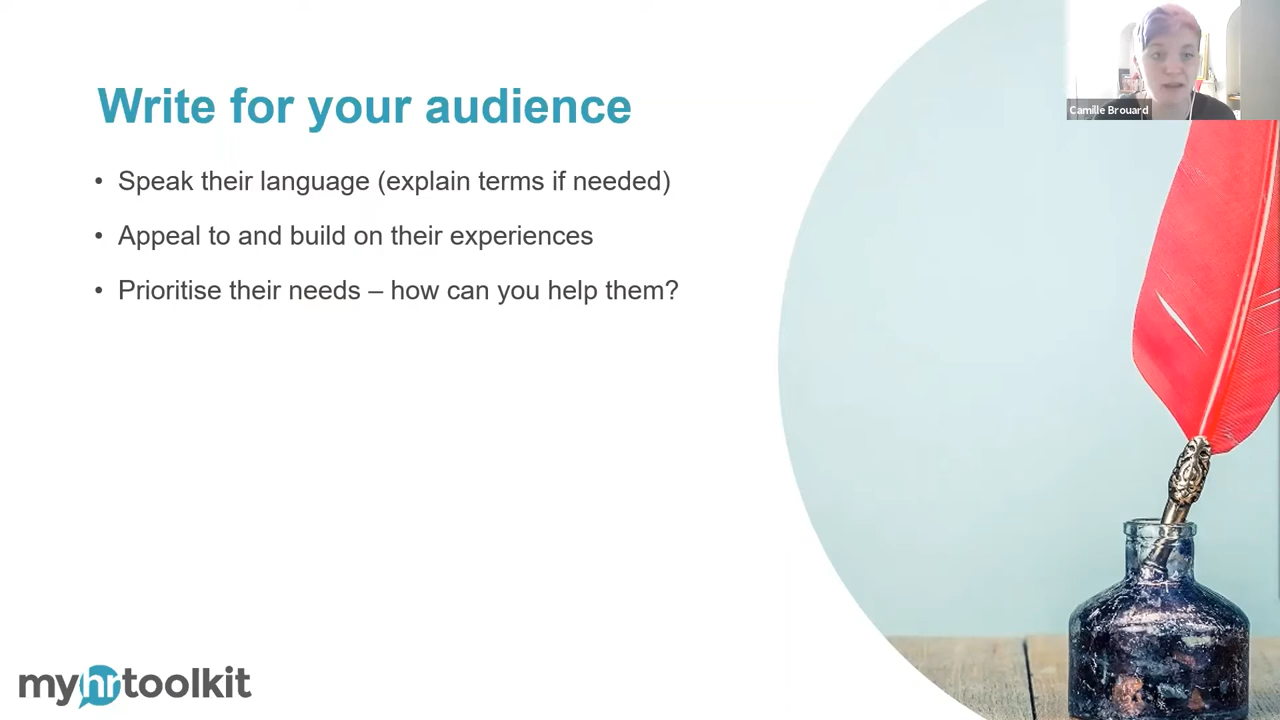 Write for your audience
• Speak their language (explain terms if needed)
• Appeal to and build on their experiences
• Prioritise their needs – how can you help them?
Camille Brouard
myhrtoolkit